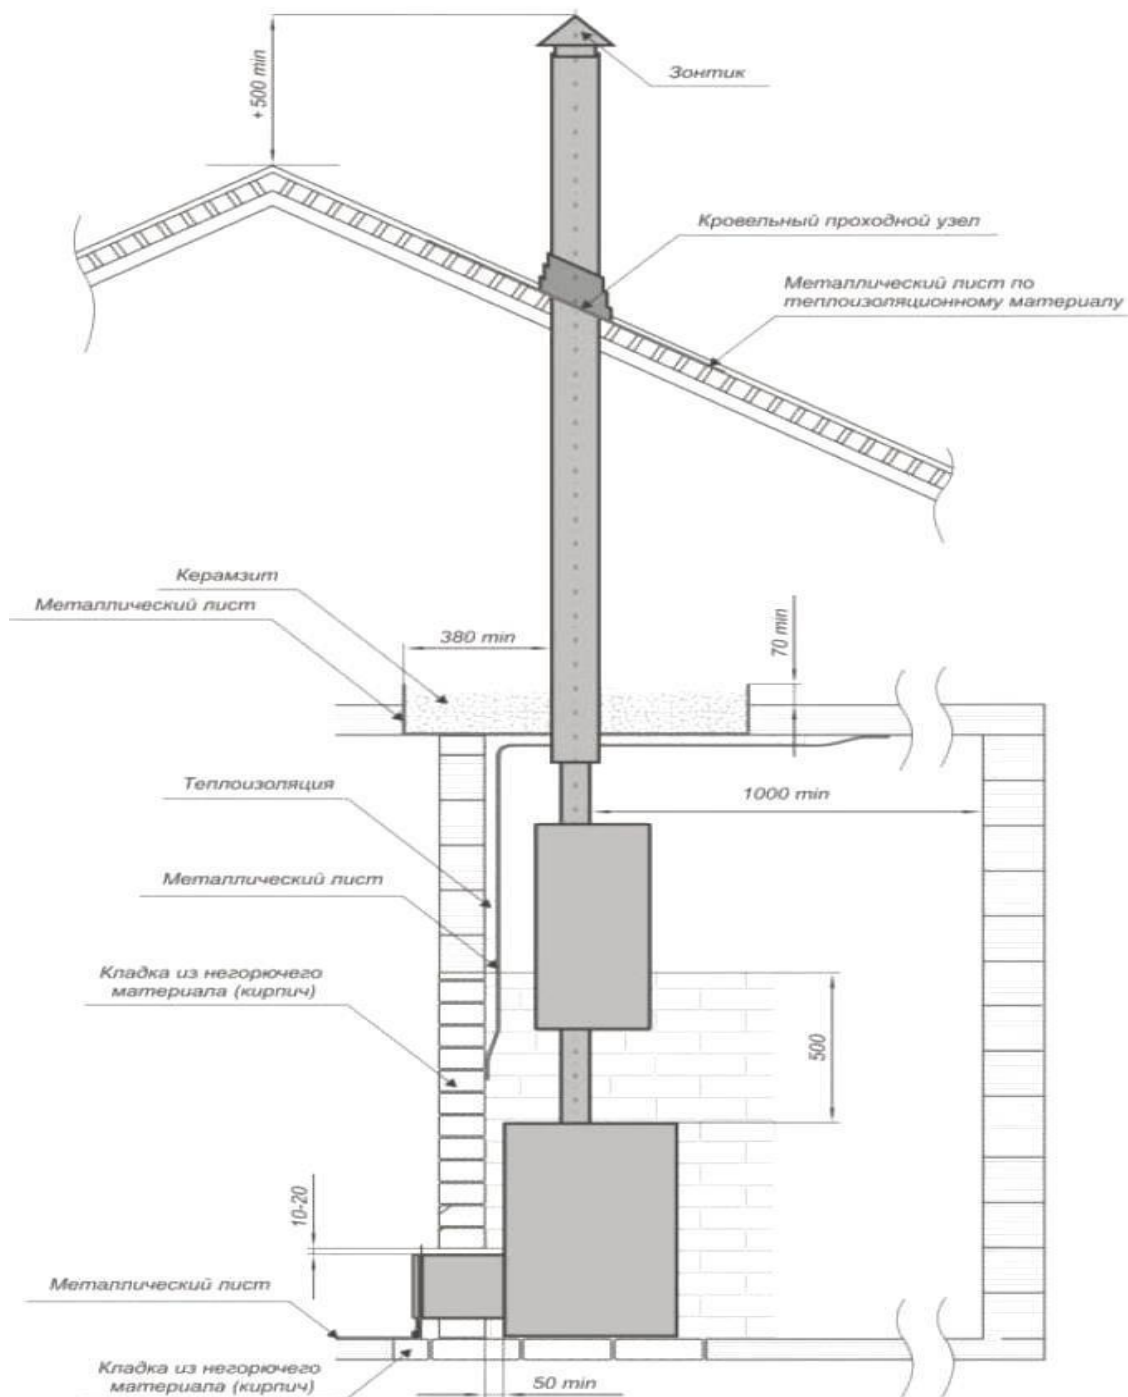 + 500 min
Зонтик
Кровельный проходной узел
Металлический лист по
теплоизоляционному материалу
Керамзит
Металлический лист
380 min
70 min
Теплоизоляция
1000 min
Металлический лист
Кладка из негорючего
материала (кирпич)
500
10-20
Металлический лист
Кладка из негорючего
материала (кирпич)
50 min